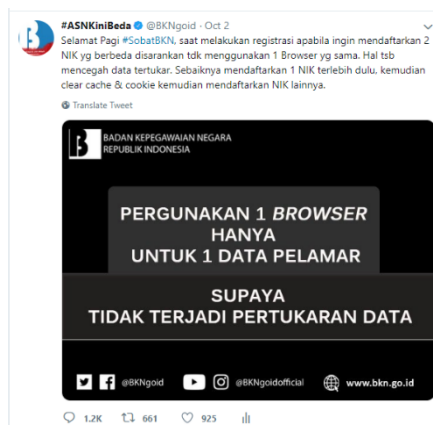 #ASNKiniBeda @BKNgoid · Oct 2
Selamat Pagi #SobatBKN, saat melakukan registrasi apabila ingin mendaftarkan 2
NIK yg berbeda disarankan tdk menggunakan 1 Browser yg sama. Hal tsb
mencegah data tertukar. Sebaiknya mendaftarkan 1 NIK terlebih dulu, kemudian
clear cache & cookie kemudian mendaftarkan NIK lainnya.
Translate Tweet
BADAN KEPEGAWAIAN NEGARA
REPUBLIK INDONESIA
PERGUNAKAN 1 BROWSER
HANYA
UNTUK 1 DATA PELAMAR
SUPAYA
TIDAK TERJADI PERTUKARAN DATA
@BKNgoid @BKNgoidofficial www.bkn.go.id
1.2K 661 925